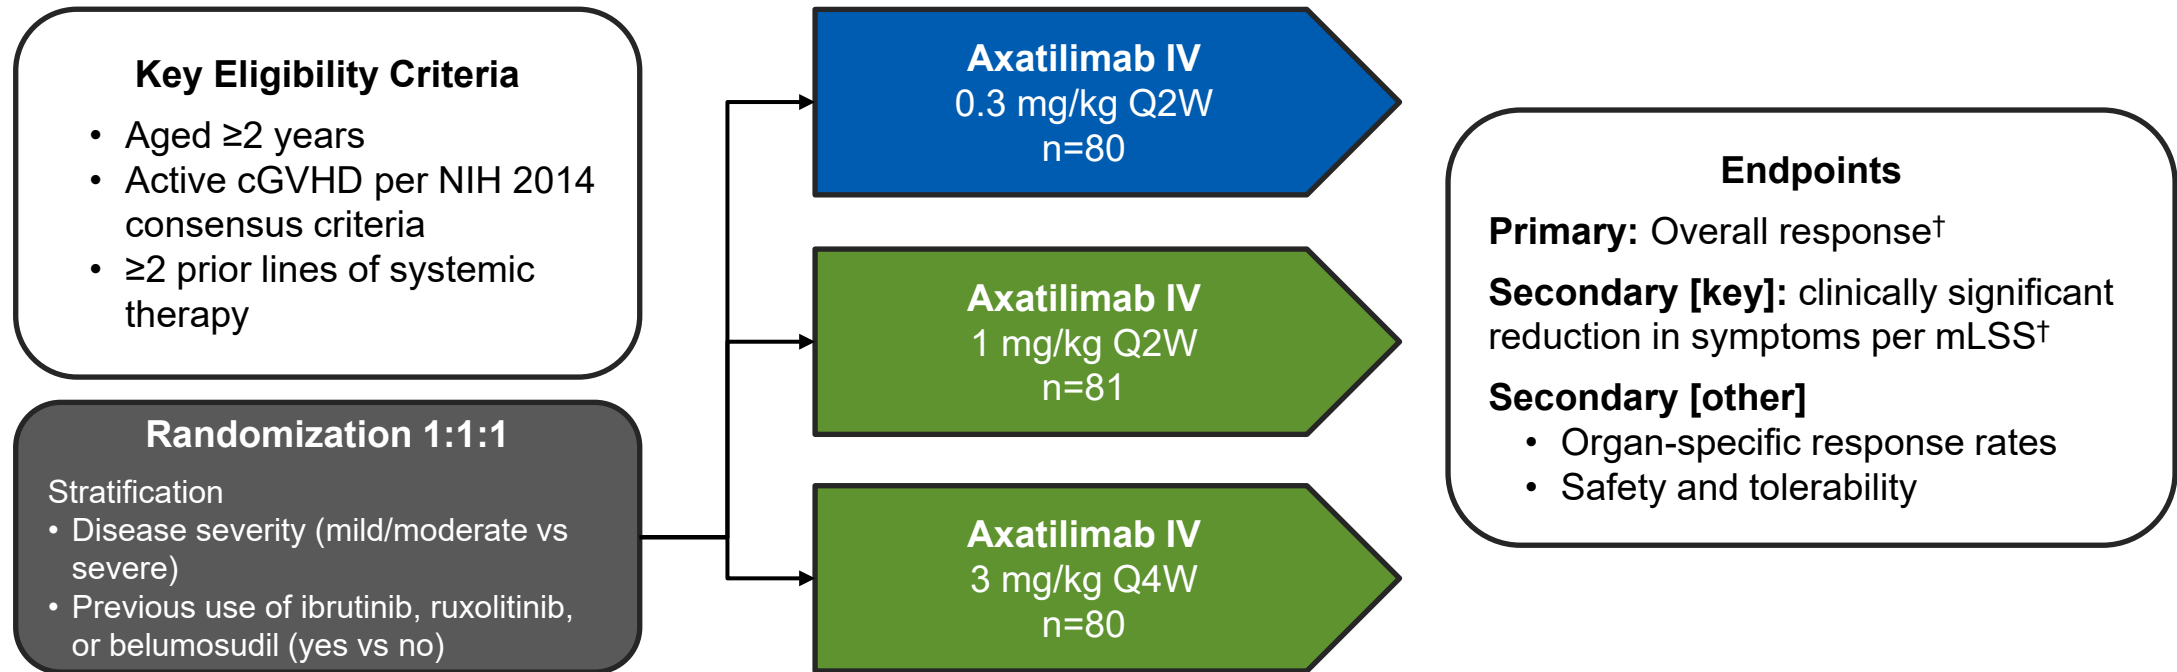 Key Eligibility Criteria
• Aged ≥2 years
• Active cGVHD per NIH 2014
consensus criteria
• ≥2 prior lines of systemic
therapy
Randomization 1:1:1
Stratification
• Disease severity (mild/moderate vs
severe)
• Previous use of ibrutinib, ruxolitinib,
or belumosudil (yes vs no)
Axatilimab IV
0.3 mg/kg Q2W
n=80
Axatilimab IV
1 mg/kg Q2W
n=81
Axatilimab IV
3 mg/kg Q4W
n=80
Endpoints
Primary: Overall response†
Secondary [key]: clinically significant
reduction in symptoms per mLSS†
Secondary [other]
• Organ-specific response rates
• Safety and tolerability